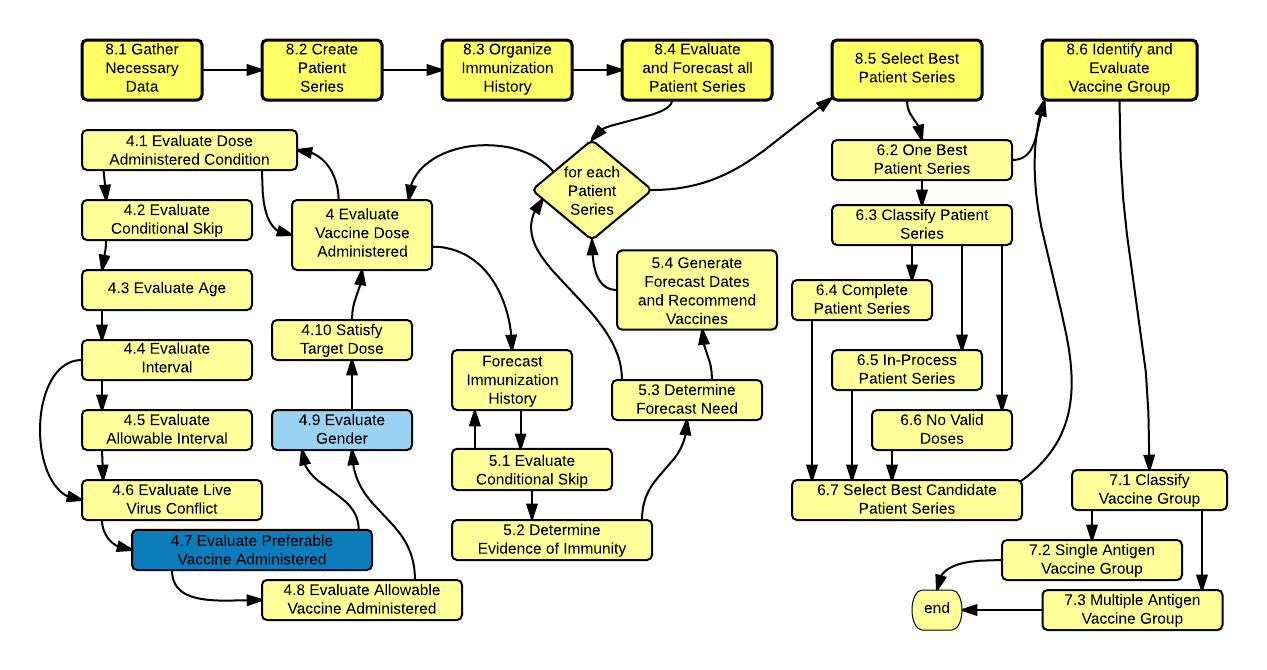 8.1 Gather
Necessary
Data
8.2 Create
Patient
Series
8.3 Organize
Immunization
History
8.4 Evaluate
and Forecast all
Patient Series
8.5 Select Best
Patient Series
8.6 Identify and
Evaluate
Vaccine Group
4.1 Evaluate Dose
Administered Condition
4.2 Evaluate
Conditional Skip
4.3 Evaluate Age
4.4 Evaluate
Interval
4.5 Evaluate
Allowable Interval
4.6 Evaluate Live
Virus Conflict
4.7 Evaluate Preferable
Vaccine Administered
4.8 Evaluate Allowable
Vaccine Administered
4.9 Evaluate
Gender
4.10 Satisfy
Target Dose
4 Evaluate
Vaccine Dose
Administered
for each
Patient
Series
Forecast
Immunization
History
5.1 Evaluate
Conditional Skip
5.2 Determine
Evidence of Immunity
5.3 Determine
Forecast Need
5.4 Generate
Forecast Dates
and Recommend
Vaccines
6.2 One Best
Patient Series
6.3 Classify Patient
Series
6.4 Complete
Patient Series
6.5 In-Process
Patient Series
6.6 No Valid
Doses
6.7 Select Best Candidate
Patient Series
7.1 Classify
Vaccine Group
7.2 Single Antigen
Vaccine Group
7.3 Multiple Antigen
Vaccine Group
end